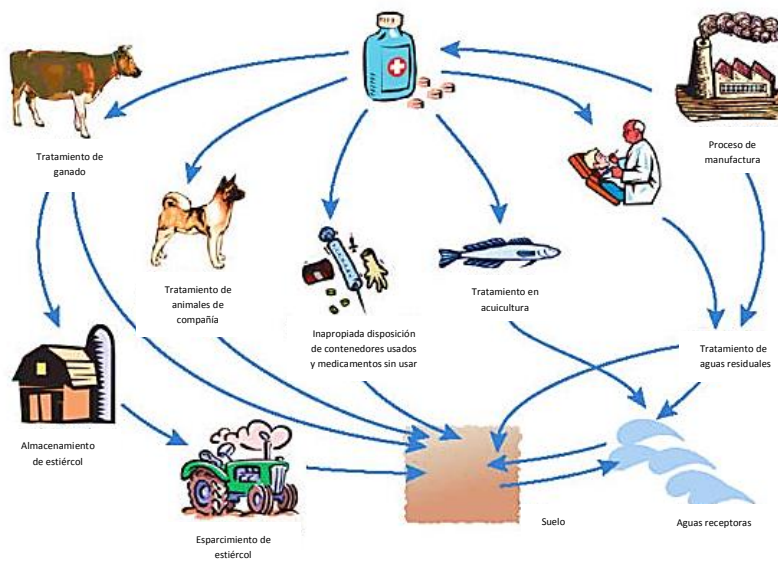 Proceso de
manufactura
Tratamiento de
ganado
Tratamiento de
animales de
compañía
Tratamiento en
acuicultura
Inapropiada disposición
de contenedores usados
y medicamentos sin usar
Tratamiento de
aguas residuales
Almacenamiento
de estiércol
Suelo
Aguas receptoras
Esparcimiento de
estiércol